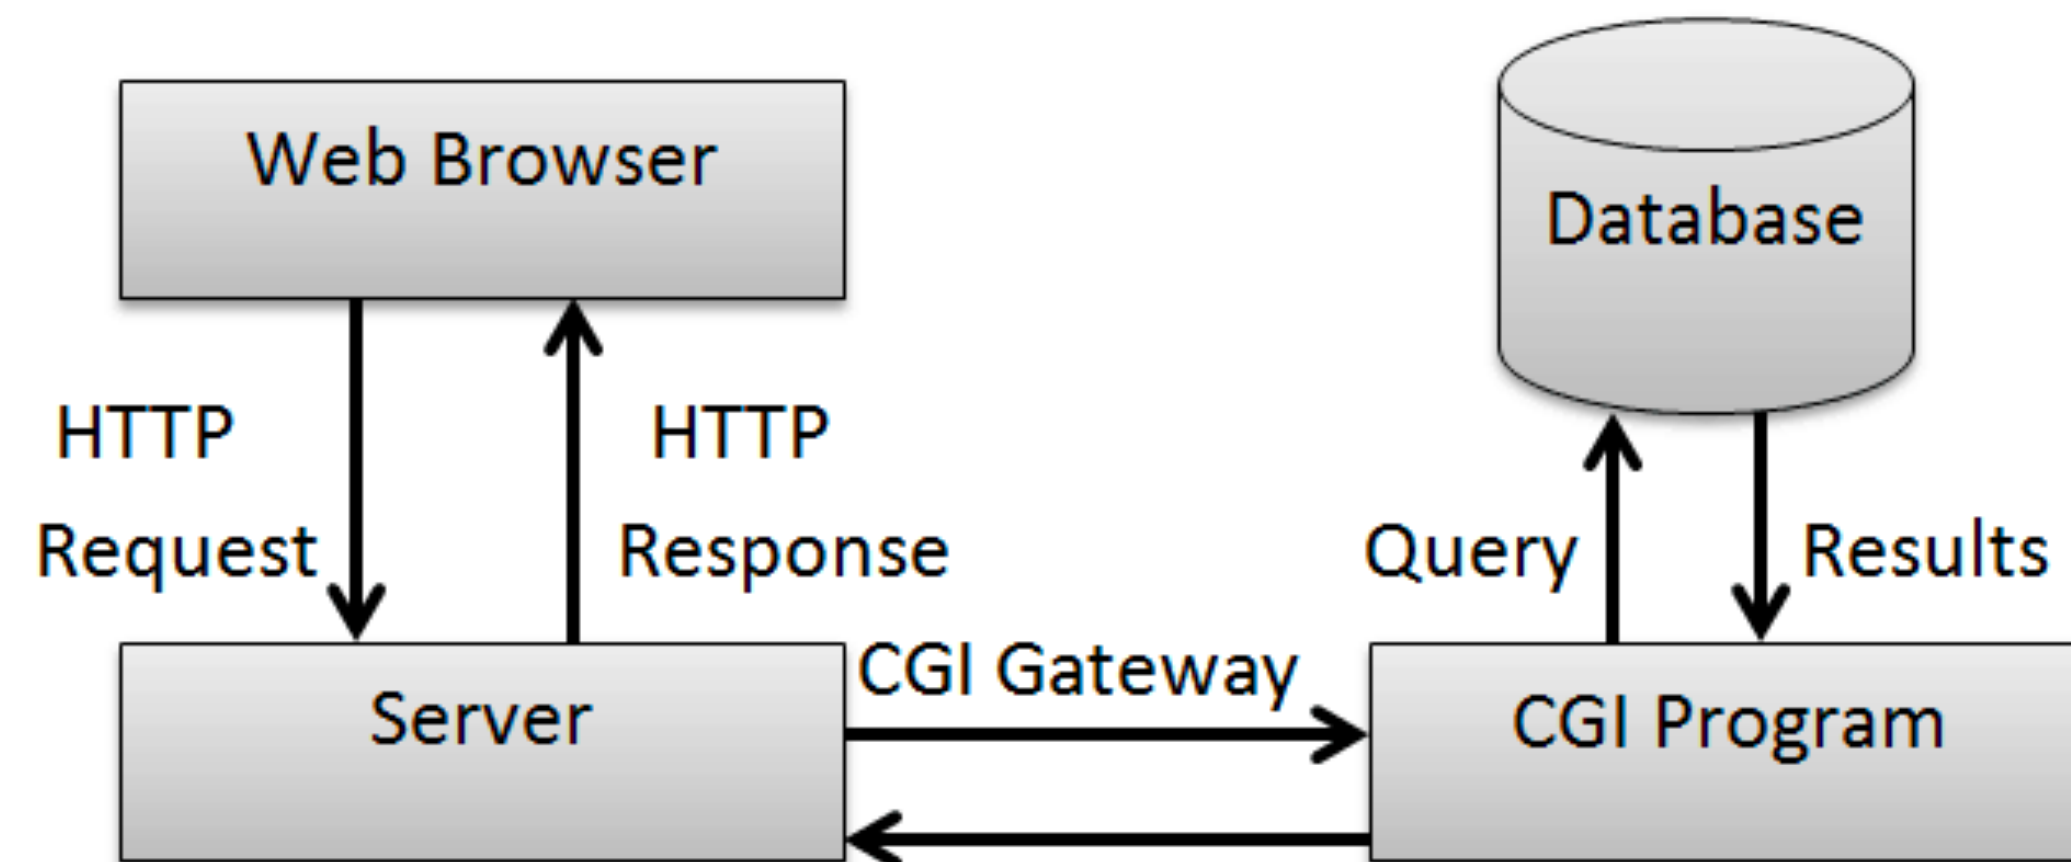 Web Browser
Database
HTTP
Request
HTTP
Response
Query
Results
CGI Gateway
Server
CGI Program